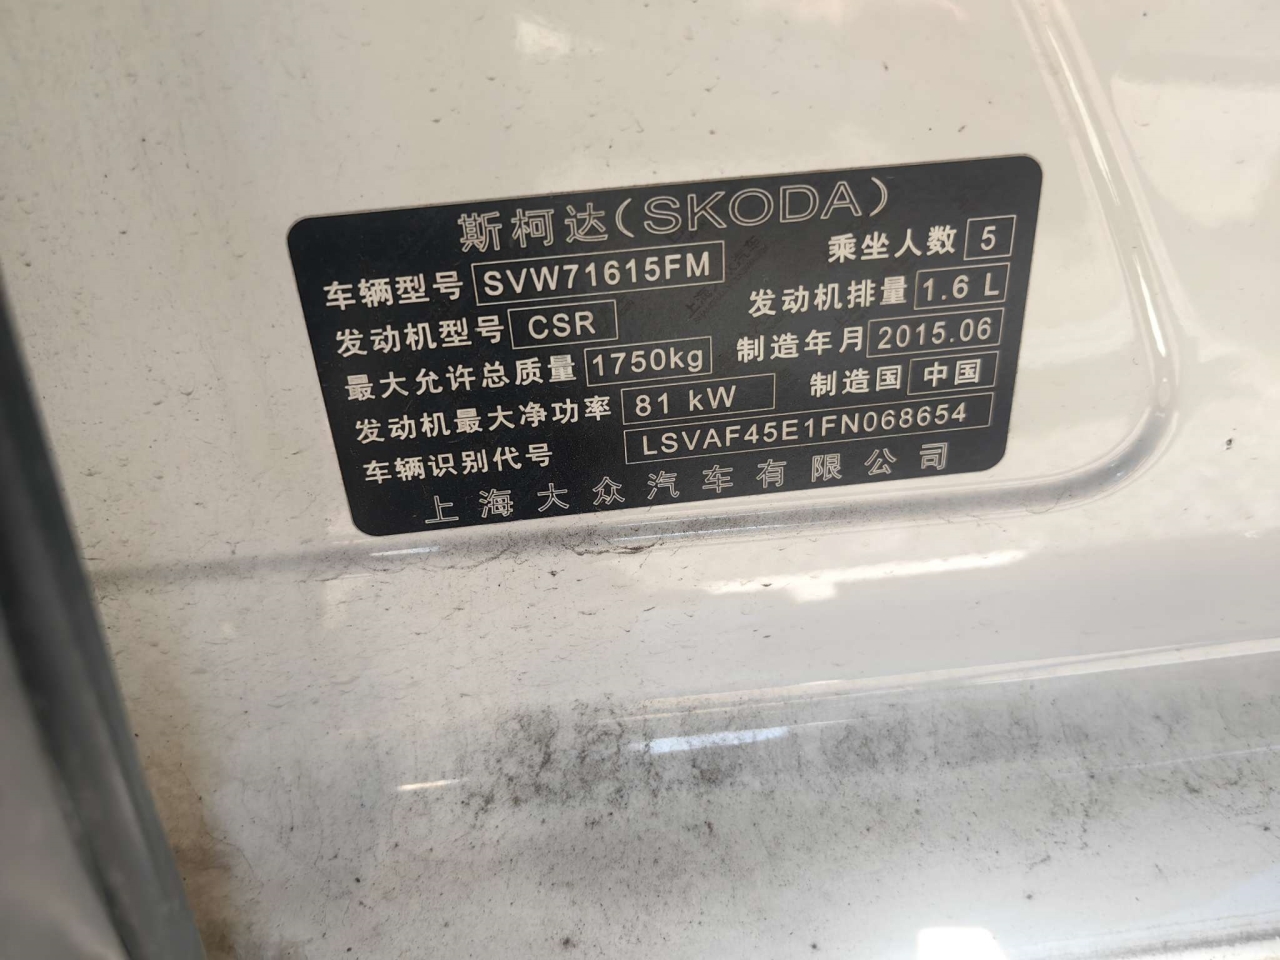 斯柯达(SKODA)
车辆型号 SVW71615FM 乘坐人数 5
发动机型号 CSR 发动机排量 1.6 L
最大允许总质量 1750kg 制造年月 2015.06
发动机最大净功率 81 kW 制造国 中国
车辆识别代号 LSVAF45E1FN068654
上海大众汽车有限公司